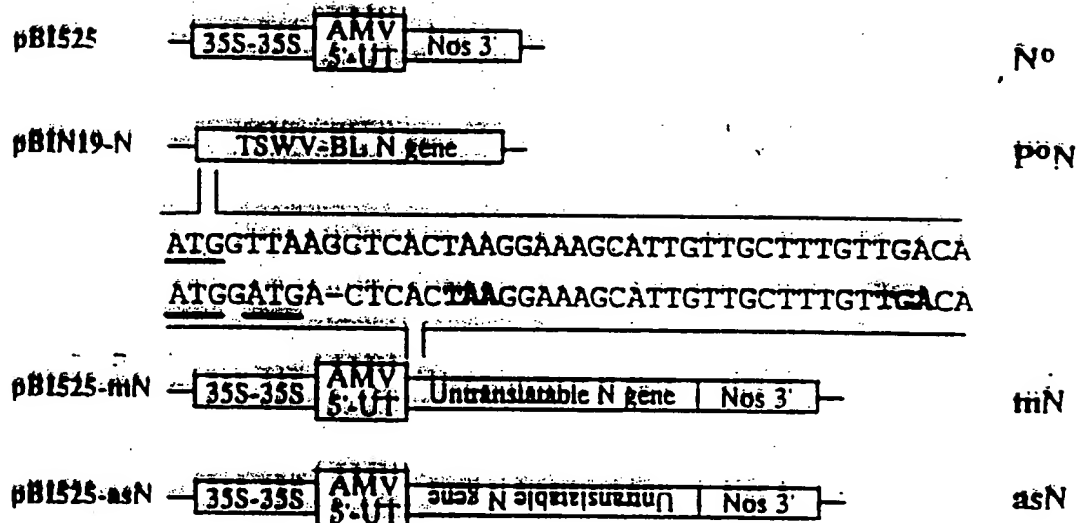 pBI525 35S-35S AMV 5'-UT Nos 3' N°
pBIN19-N TSWV-BL N gene P°N
ATGGTTAAGGTCACTAAGGAAAGCATTGTTGCTTTGTTGACA
ATGGATGA-CTCACTAAGGAAAGCATTGTTGCTTTGTTGACA
pBI525-mN 35S-35S AMV 5'-UT Untranslatable N gene Nos 3' mN
pBI525-asN 35S-35S AMV 5'-UT Untranslatable N gene Nos 3' asN